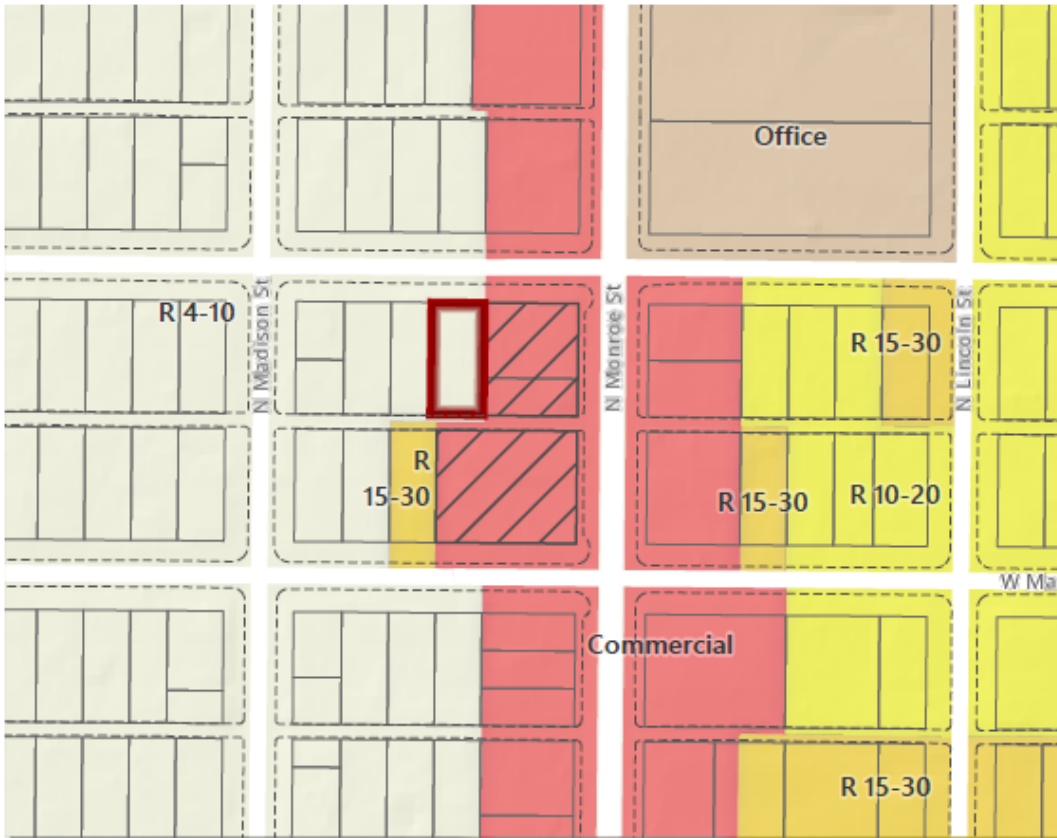 Office
R 4-10
N Madison St
N Monroe St
R 15-30
N Lincoln St
R
15-30
R 15-30
R 10-20
W Ma
Commercial
R 15-30